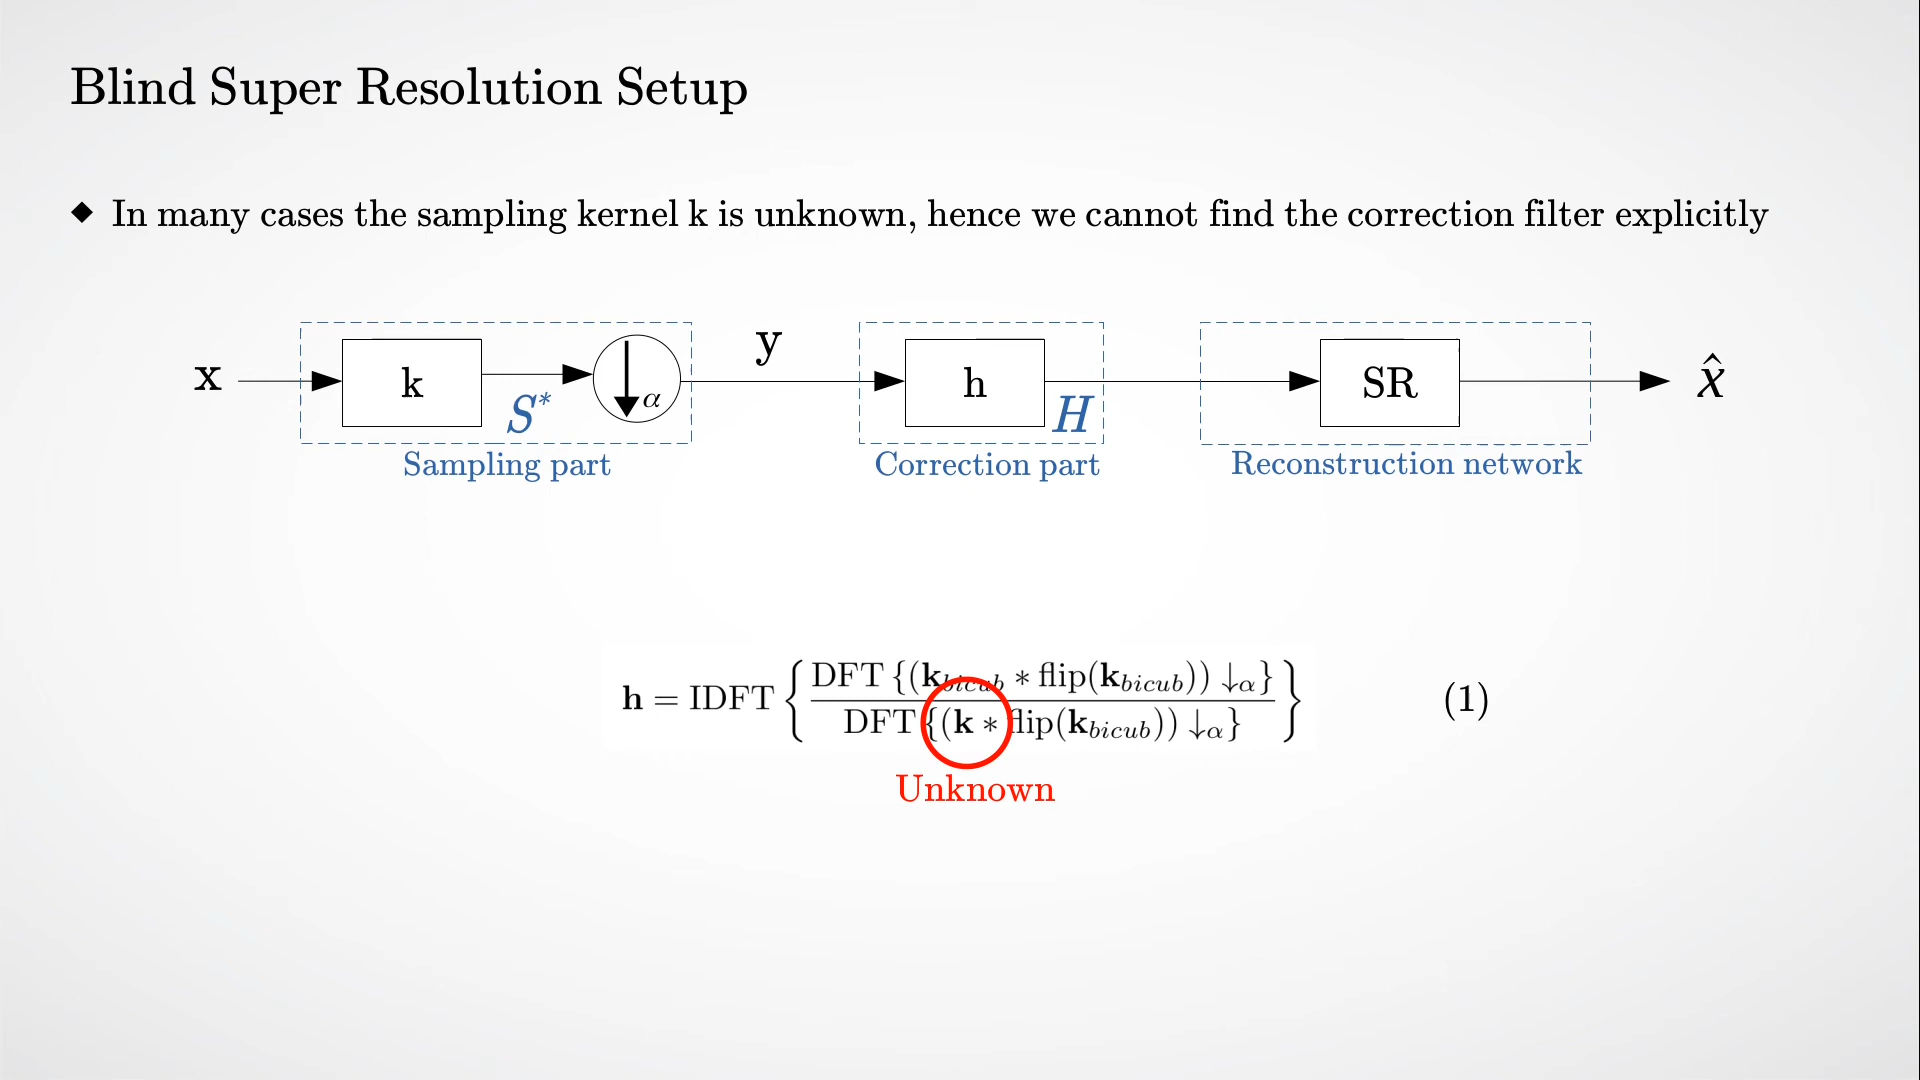 Blind Super Resolution Setup
◆ In many cases the sampling kernel k is unknown, hence we cannot find the correction filter explicitly
x k S* ↓α y h H SR x̂
Sampling part Correction part Reconstruction network
h = IDFT { DFT {(k_bicub ∗ flip(k_bicub)) ↓α} / DFT {(k ∗ flip(k_bicub)) ↓α} } (1)
Unknown